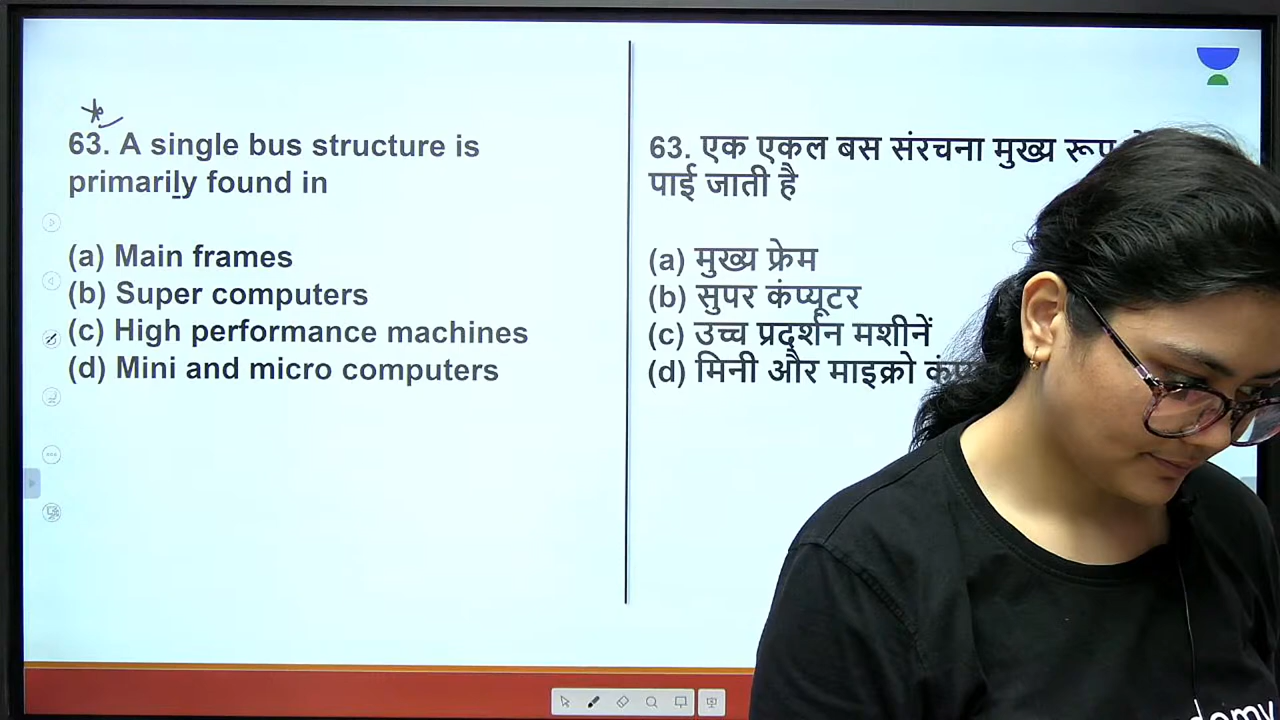 63. A single bus structure is
primarily found in
(a) Main frames
(b) Super computers
(c) High performance machines
(d) Mini and micro computers
63. एक एकल बस संरचना मुख्य रूप
पाई जाती है
(a) मुख्य फ्रेम
(b) सुपर कंप्यूटर
(c) उच्च प्रदर्शन मशीनें
(d) मिनी और माइक्रो